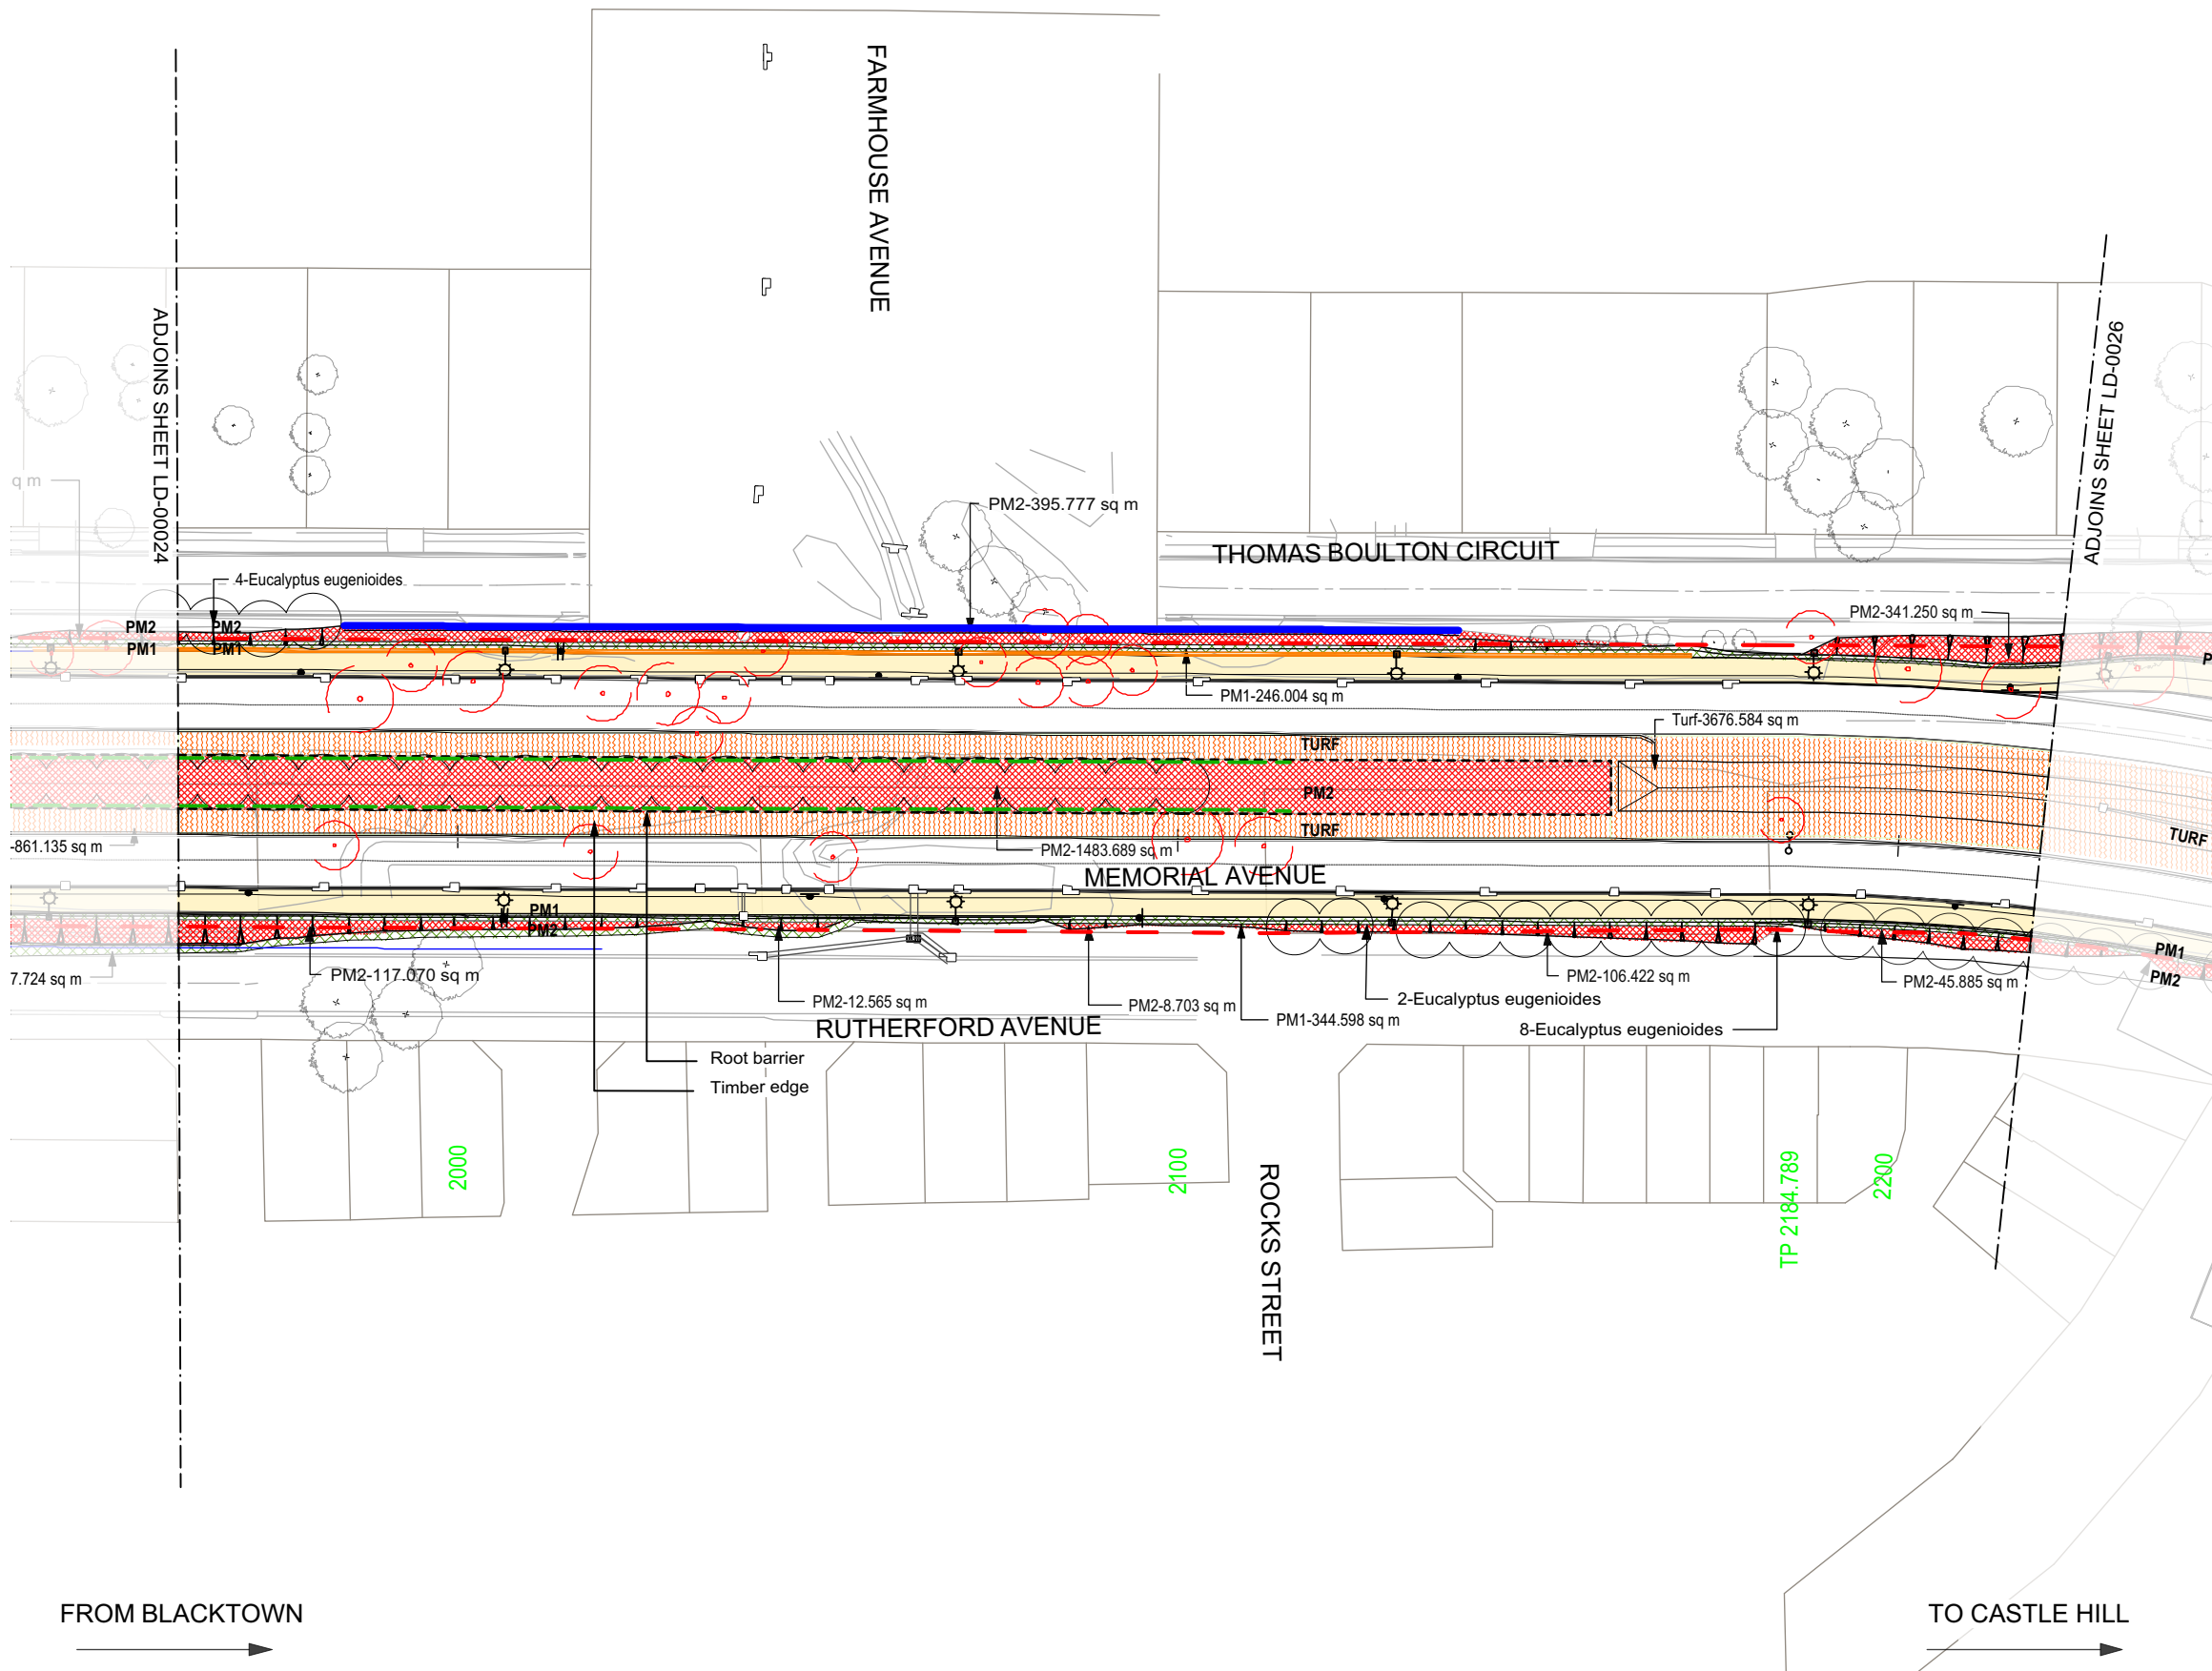 FARMHOUSE AVENUE
ADJOINS SHEET LD-00024
ADJOINS SHEET LD-0026
q m
PM2-395.777 sq m
THOMAS BOULTON CIRCUIT
4-Eucalyptus eugenioides
PM2-341.250 sq m
PM2
PM2
PM1
PM1
PM1-246.004 sq m
Turf-3676.584 sq m
TURF
PM2
TURF
TURF
-861.135 sq m
PM2-1483.689 sq m
MEMORIAL AVENUE
PM1
PM2
PM1
PM2
7.724 sq m
PM2-117.070 sq m
PM2-12.565 sq m
PM2-8.703 sq m
PM1-344.598 sq m
2-Eucalyptus eugenioides
PM2-106.422 sq m
PM2-45.885 sq m
8-Eucalyptus eugenioides
RUTHERFORD AVENUE
Root barrier
Timber edge
2000
2100
ROCKS STREET
TP 2184.789
2200
FROM BLACKTOWN
TO CASTLE HILL